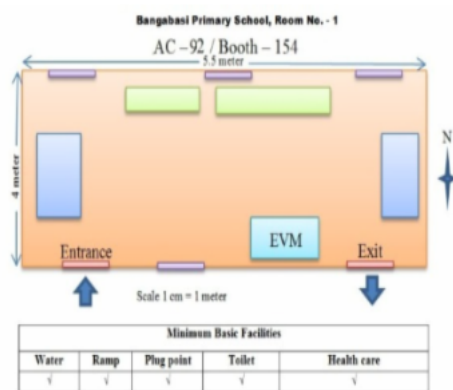 Bangabasi Primary School, Room No. - 1
AC – 92 / Booth – 154
5.5 meter
4 meter
N
EVM
Entrance
Exit
Scale 1 cm = 1 meter
Minimum Basic Facilities
Water Ramp Plug point Toilet Health care
√ √ √ √ √